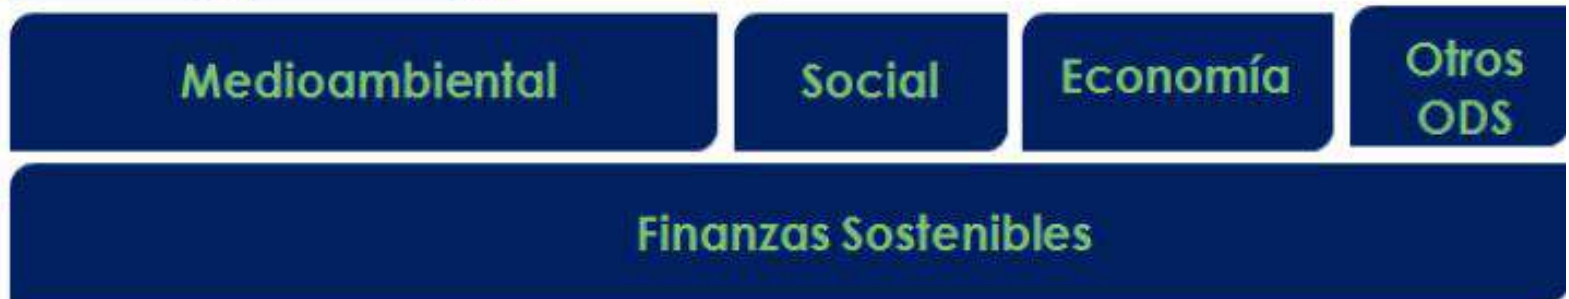 Medioambiental
Social
Economía
Otros
ODS
Finanzas Sostenibles